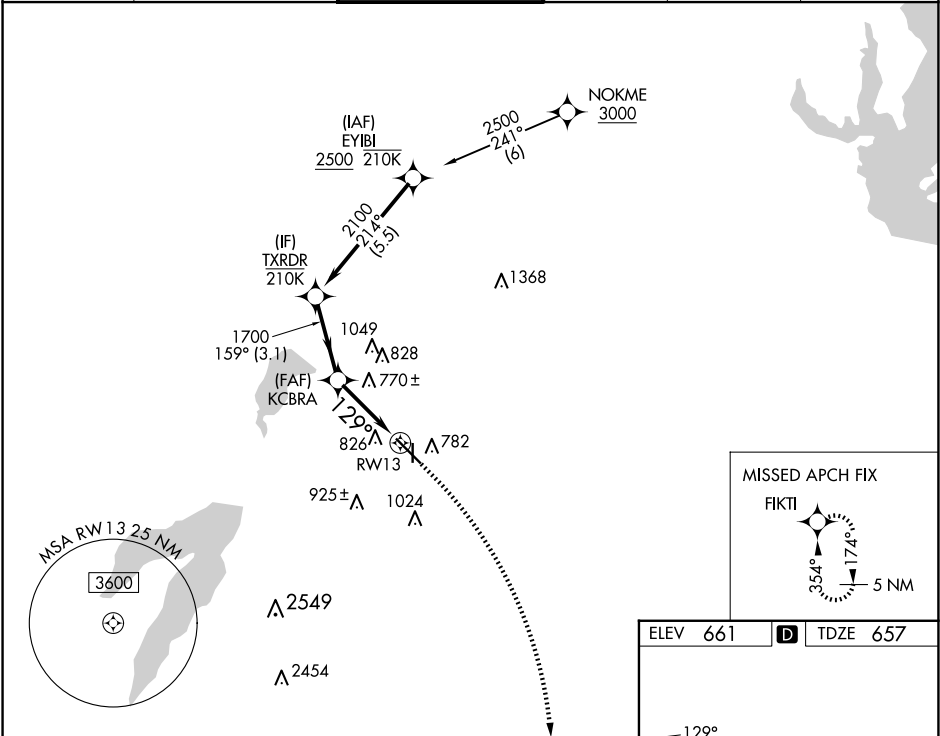 NOKME
3000
2500
241°
(6)
(IAF)
EYIBI
2500 210K
2100
214°
(5.5)
(IF)
TXRDR
210K
1368
1700
159° (3.1)
1049
828
(FAF)
KCBRA
770±
129°
826
782
RW13
925±
1024
MISSED APCH FIX
FIKTI
354°
174°
5 NM
MSA RW13 25 NM
3600
2549
2454
ELEV 661 D TDZE 657
129°